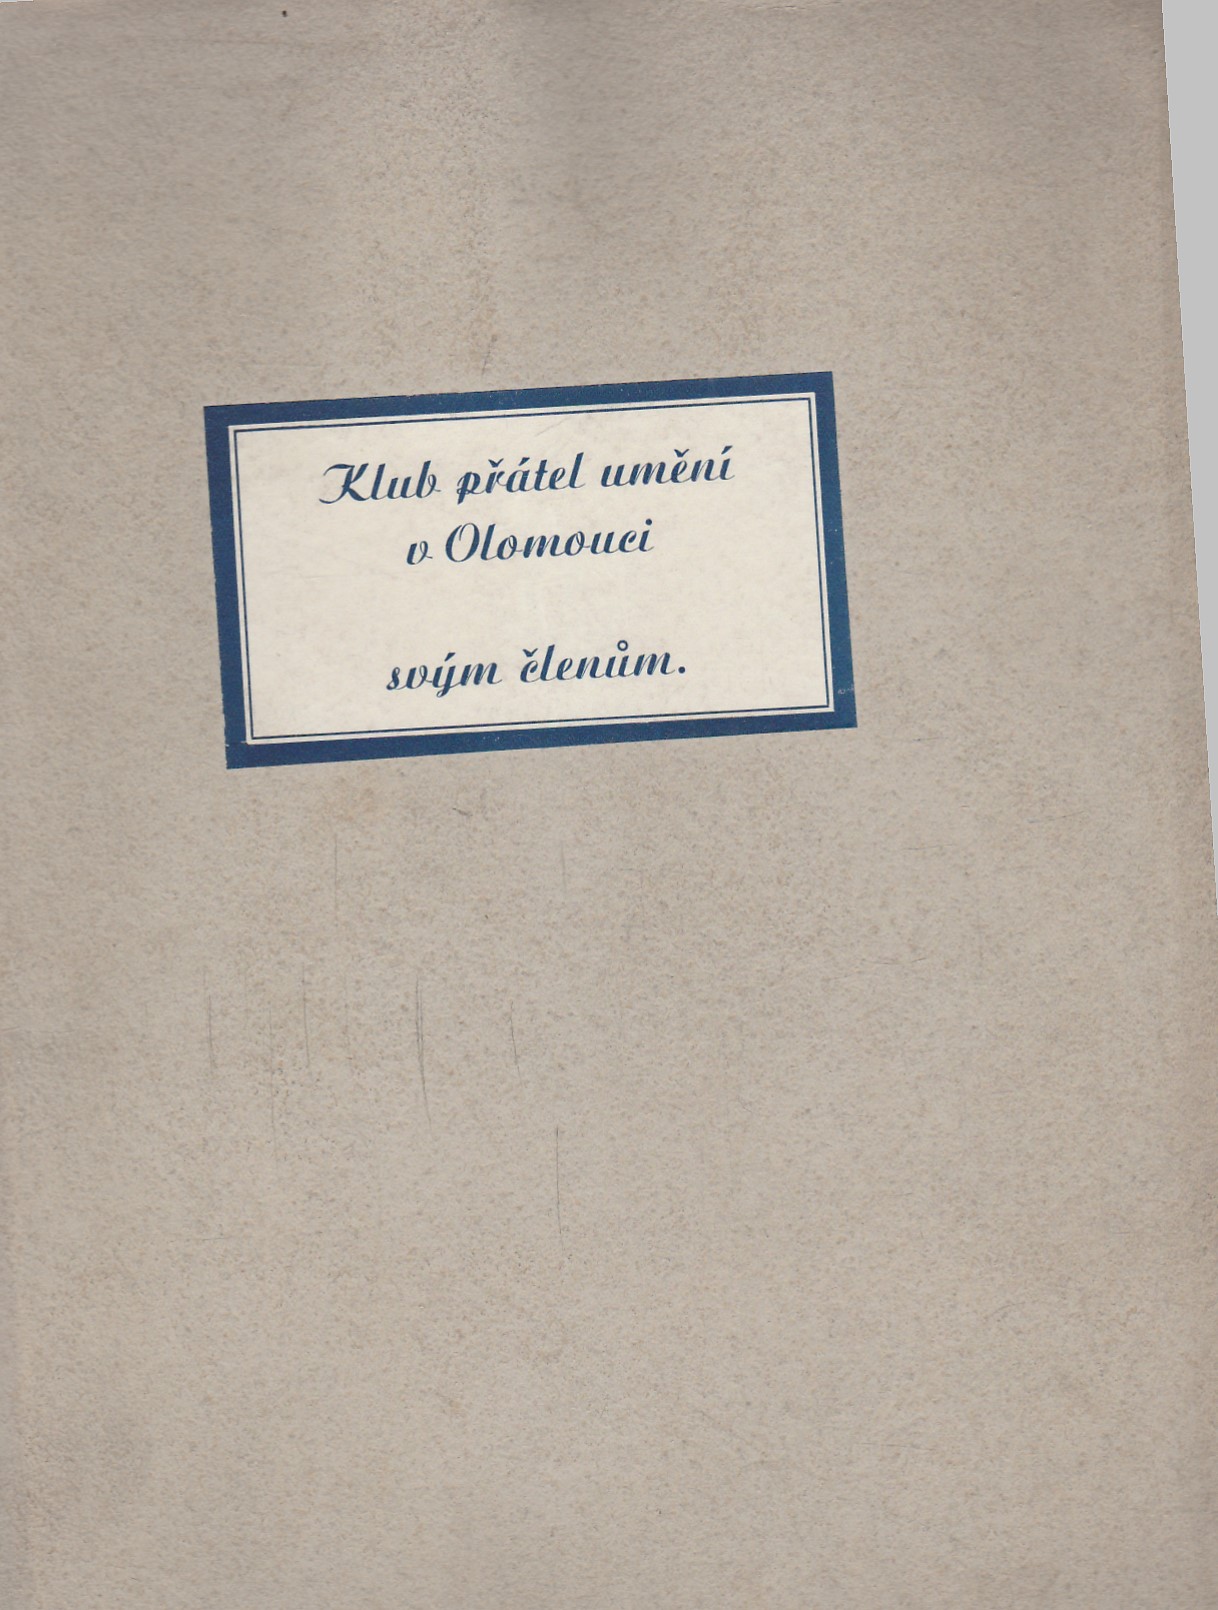 Klub přátel umění
v Olomouci
svým členům.